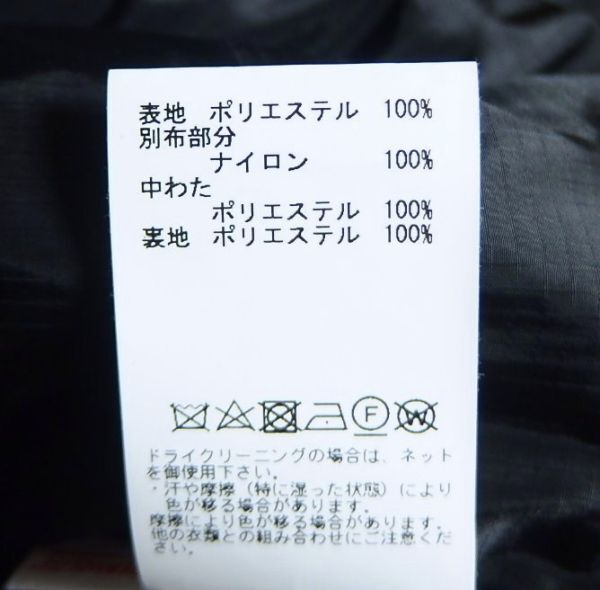 表地 ポリエステル 100%
別布部分
ナイロン 100%
中わた
ポリエステル 100%
裏地 ポリエステル 100%
F W
ドライクリーニングの場合は、ネット
を御使用下さい。
・汗や摩擦（特に湿った状態）により
色が移る場合があります。
摩擦により色が移る場合があります。
他の衣類との組み合わせにご注意くだ
さい。